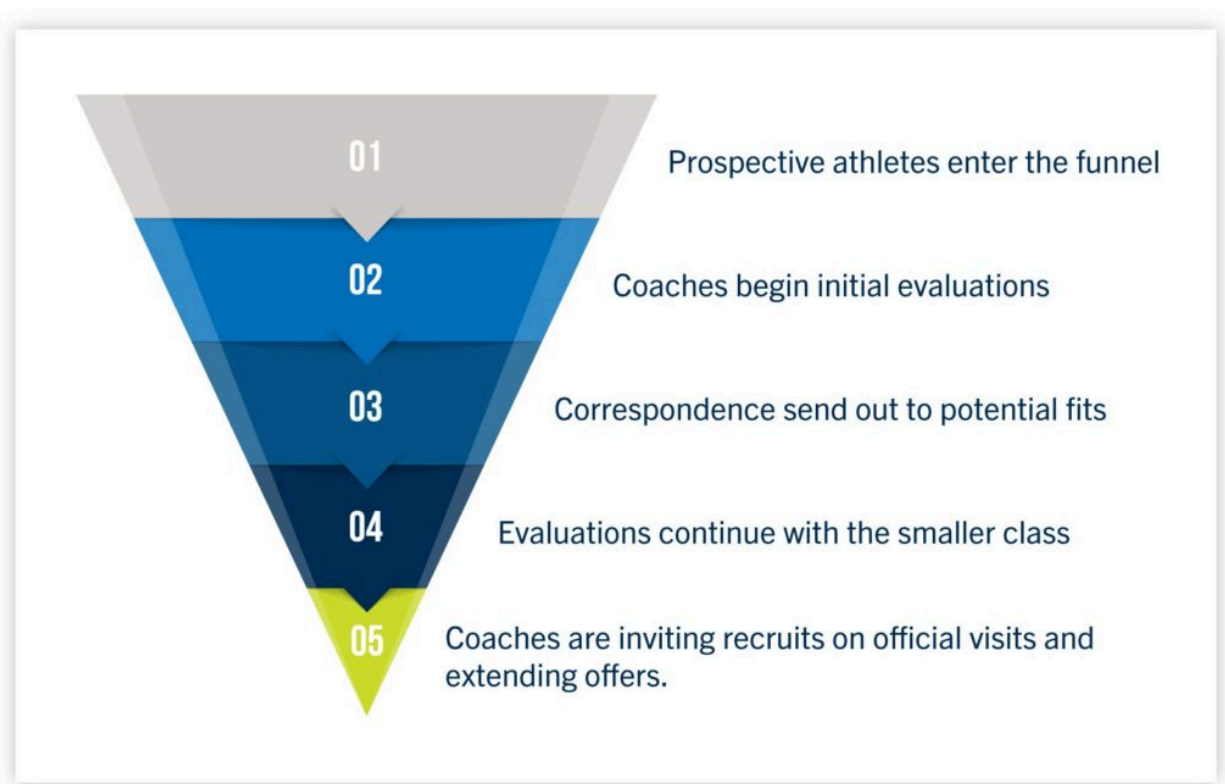 01
Prospective athletes enter the funnel
02
Coaches begin initial evaluations
03
Correspondence send out to potential fits
04
Evaluations continue with the smaller class
05
Coaches are inviting recruits on official visits and
extending offers.